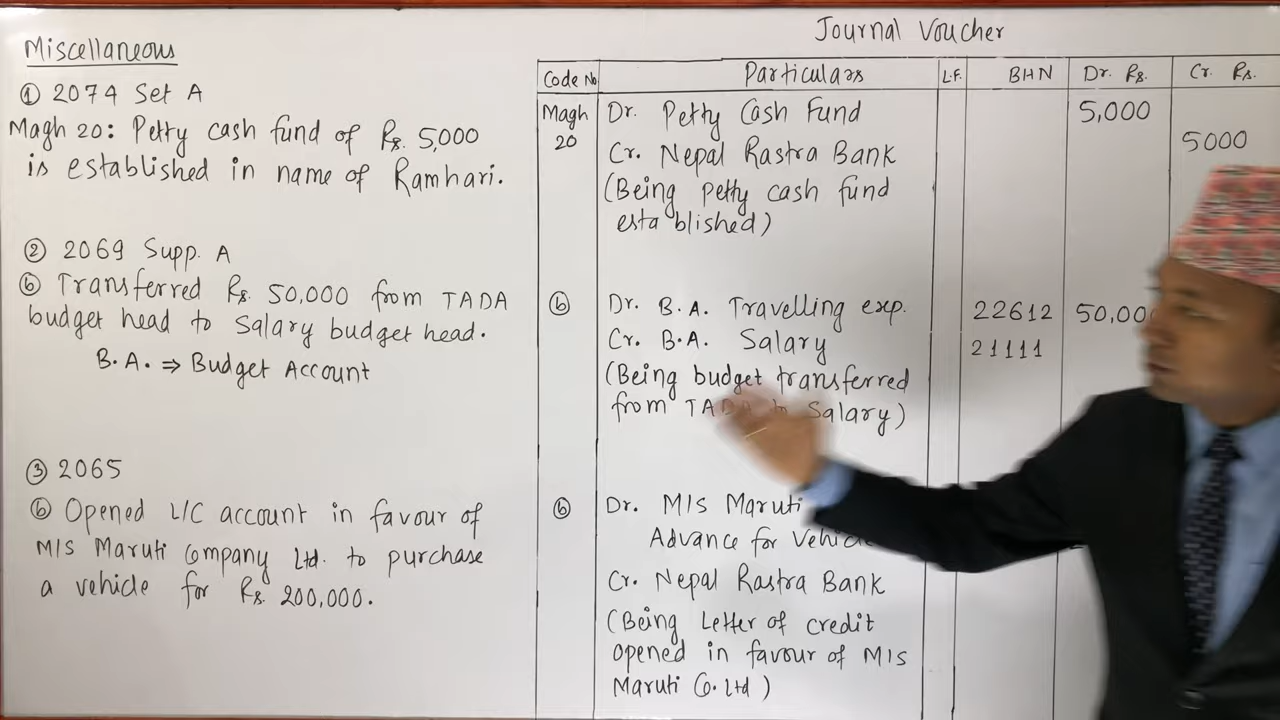 Miscellaneous
① 2074 Set A
Magh 20: Petty cash fund of Rs. 5,000
is established in name of Ramhari.
② 2069 Supp. A
ⓑ Transferred Rs. 50,000 from TADA
budget head to Salary budget head.
B.A. ⇒ Budget Account
③ 2065
ⓑ Opened L/C account in favour of
M/S Maruti Company Ltd. to purchase
a vehicle for Rs. 200,000.
Journal Voucher
Code No. Particulars L.F. BHN Dr. Rs. Cr. Rs.
Magh Dr. Petty Cash Fund 5,000
20 Cr. Nepal Rastra Bank 5000
(Being petty cash fund
established)
ⓑ Dr. B.A. Travelling exp. 22612
Cr. B.A. Salary 21111
(Being budget transferred
from Salary)
ⓑ Dr. M/S Maruti
Advance for
Cr. Nepal Rastra Bank
(Being Letter of credit
opened in favour of M/S
Maruti Co. Ltd)